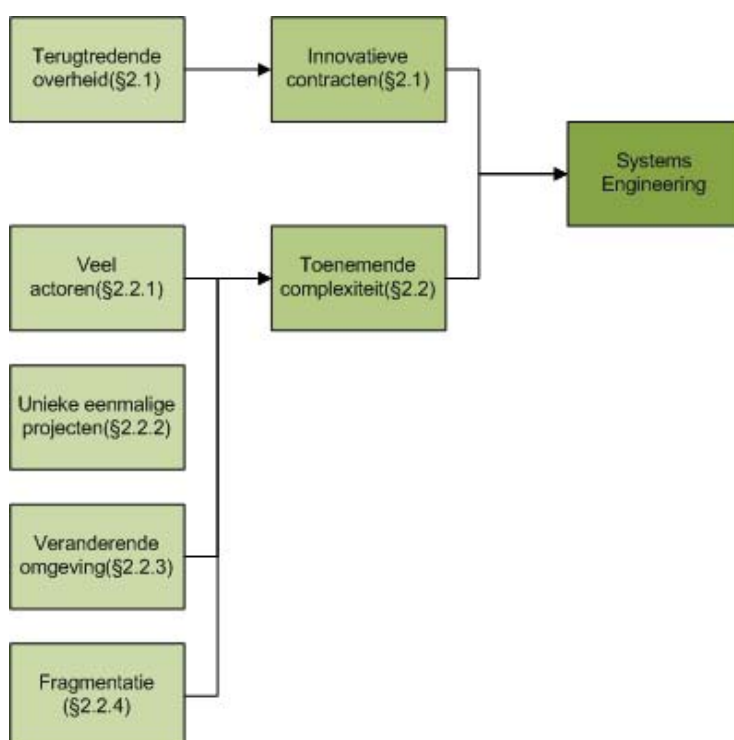 Terugtredende
overheid(§2.1)
Innovatieve
contracten(§2.1)
Systems
Engineering
Veel
actoren(§2.2.1)
Toenemende
complexiteit(§2.2)
Unieke eenmalige
projecten(§2.2.2)
Veranderende
omgeving(§2.2.3)
Fragmentatie
(§2.2.4)